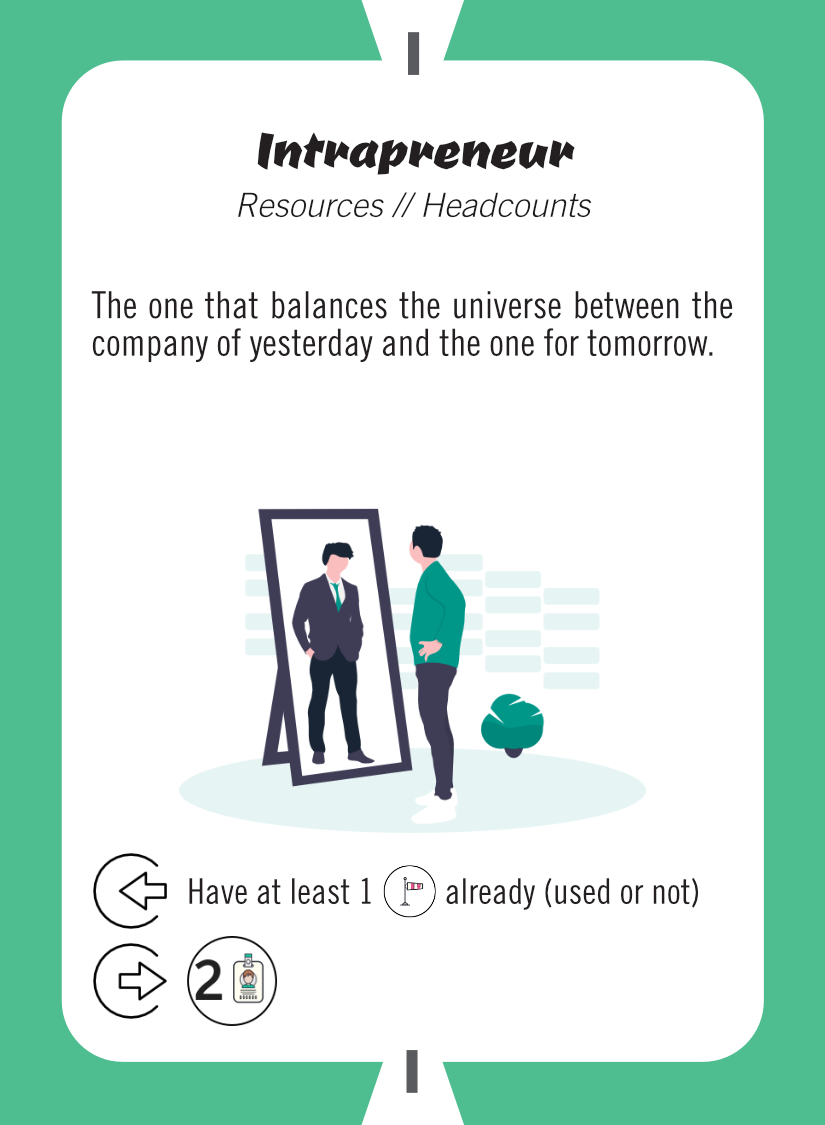 I
Intrapreneur
Resources // Headcounts
The one that balances the universe between the
company of yesterday and the one for tomorrow.
Have at least 1 already (used or not)
2
I